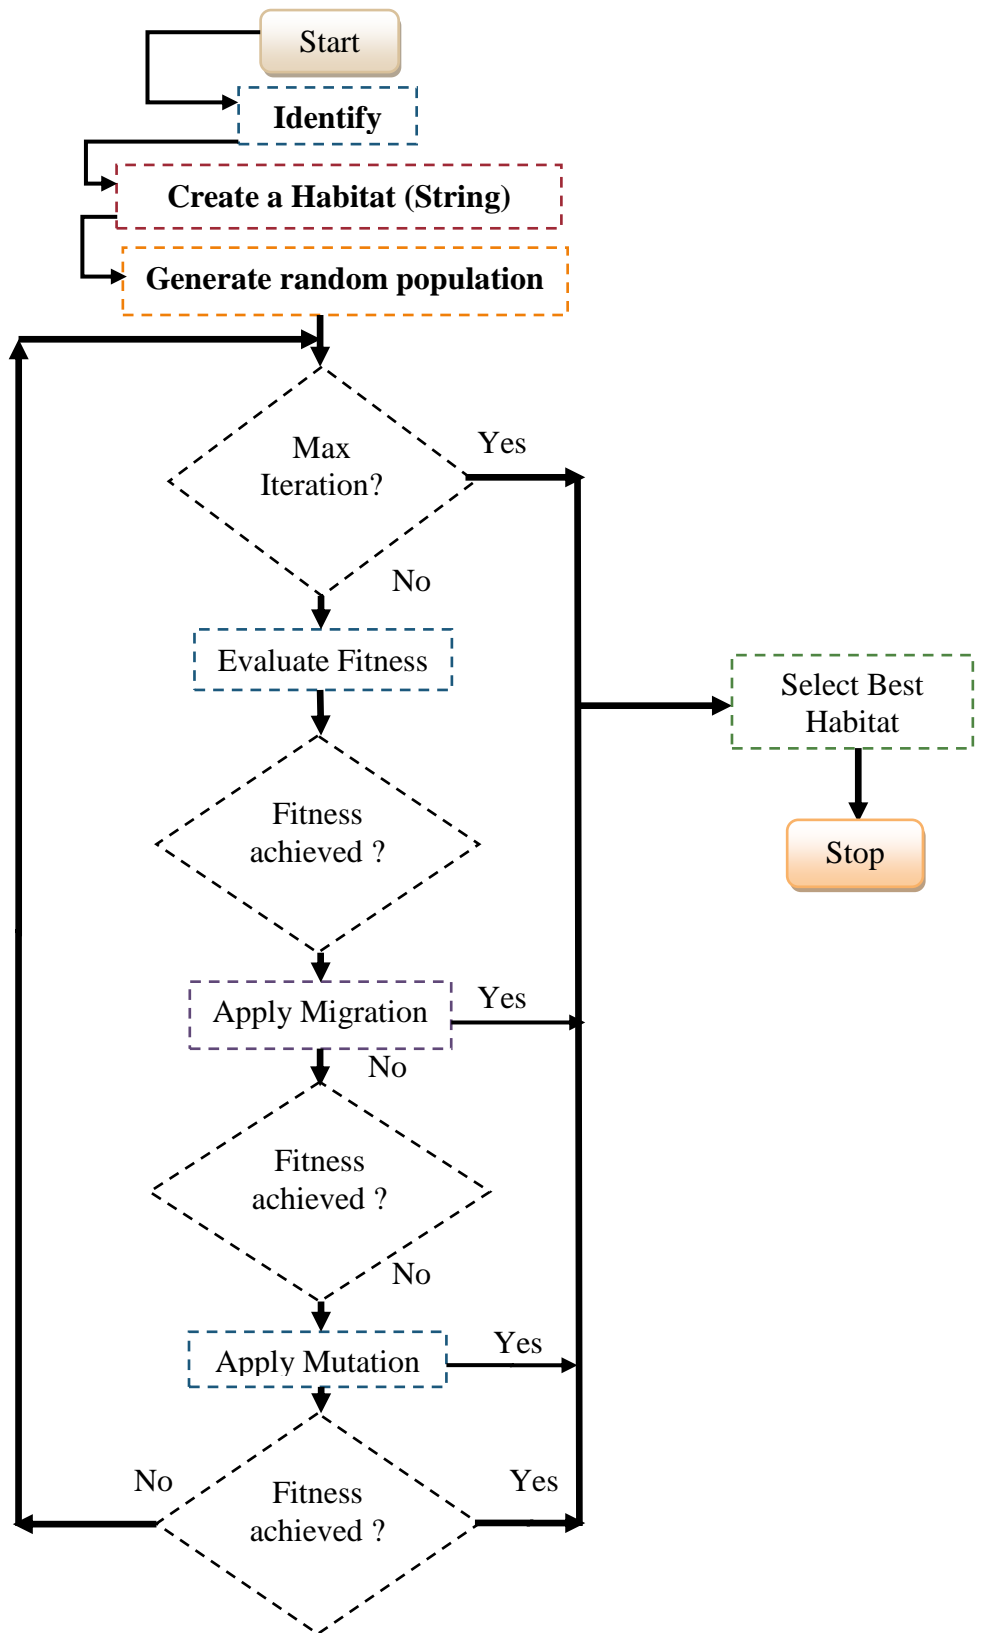 Start
Identify
Create a Habitat (String)
Generate random population
Max
Iteration?
Yes
No
Evaluate Fitness
Select Best
Habitat
Fitness
achieved ?
Stop
Apply Migration
Yes
No
Fitness
achieved ?
No
Apply Mutation
Yes
No
Fitness
achieved ?
Yes